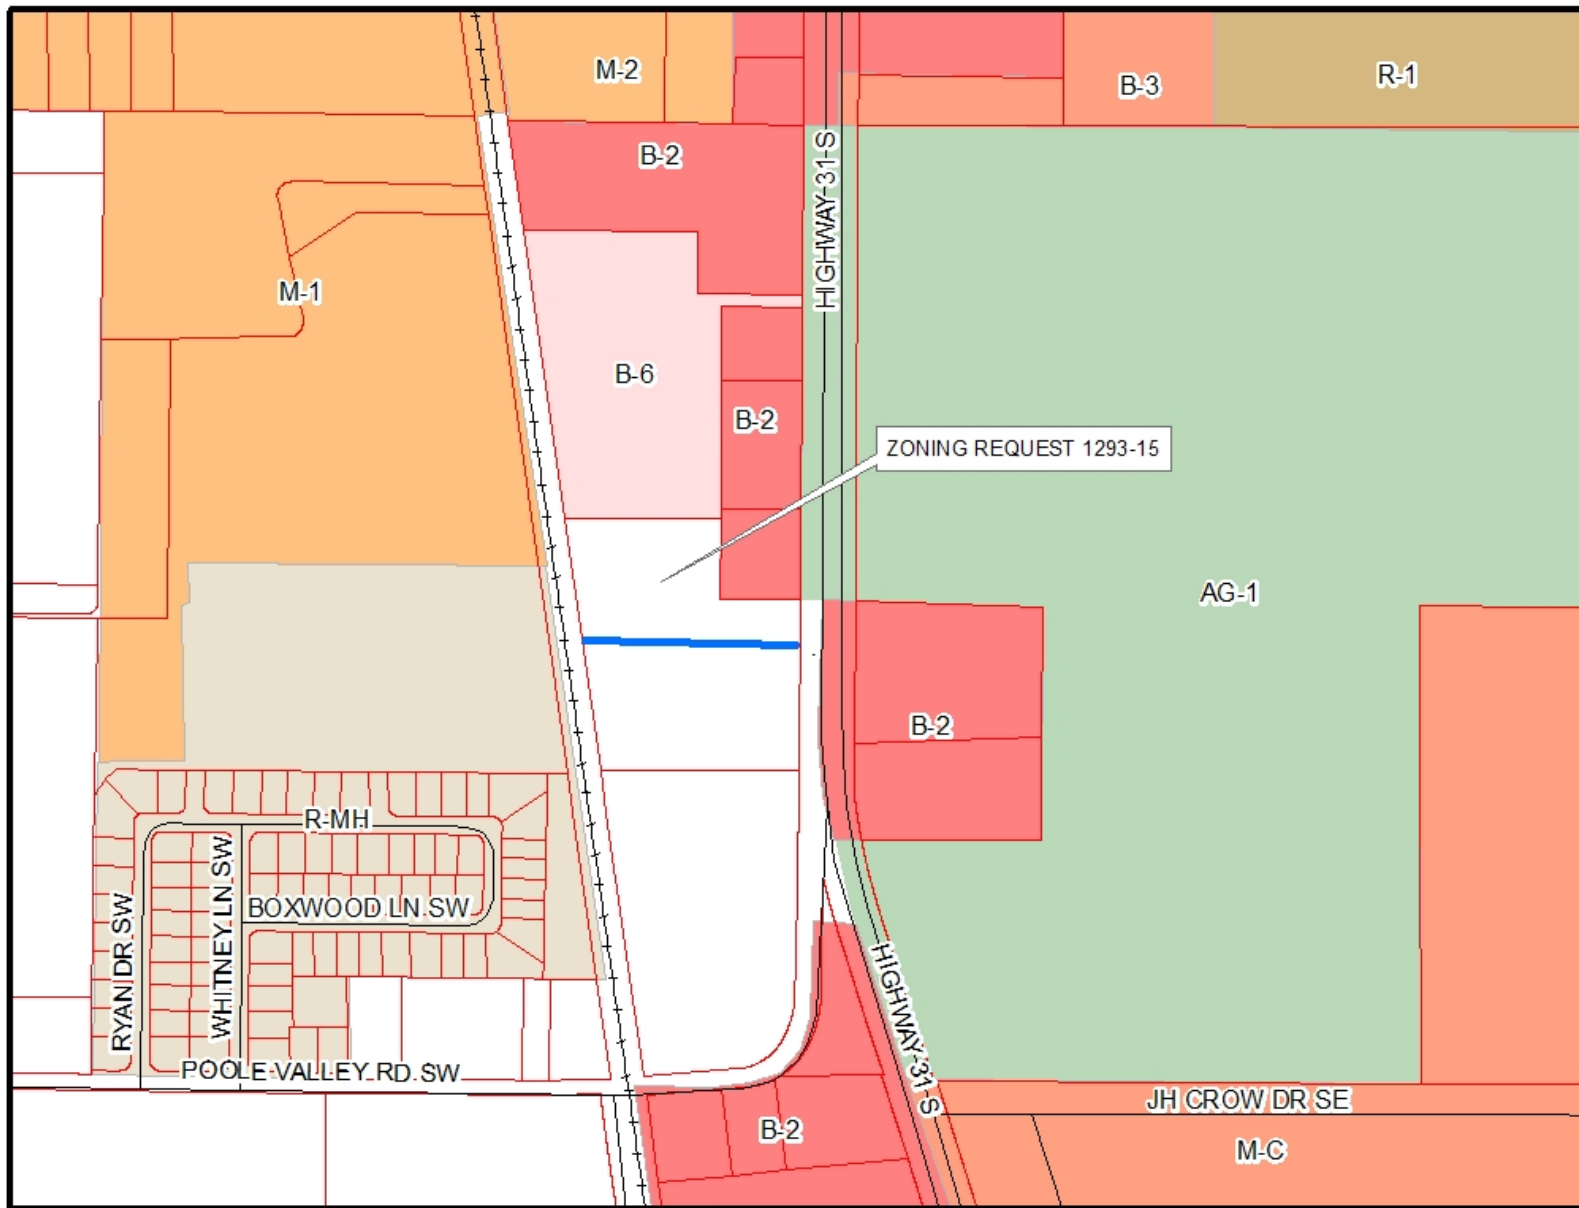 M-2
B-3
R-1
B-2
HIGHWAY 31 S
M-1
B-6
B-2
ZONING REQUEST 1293-15
AG-1
B-2
R-MH
WHITNEY LN SW
BOXWOOD LN SW
RYAN DR SW
HIGHWAY 31 S
POOLE VALLEY RD SW
JH CROW DR SE
B-2
M-C